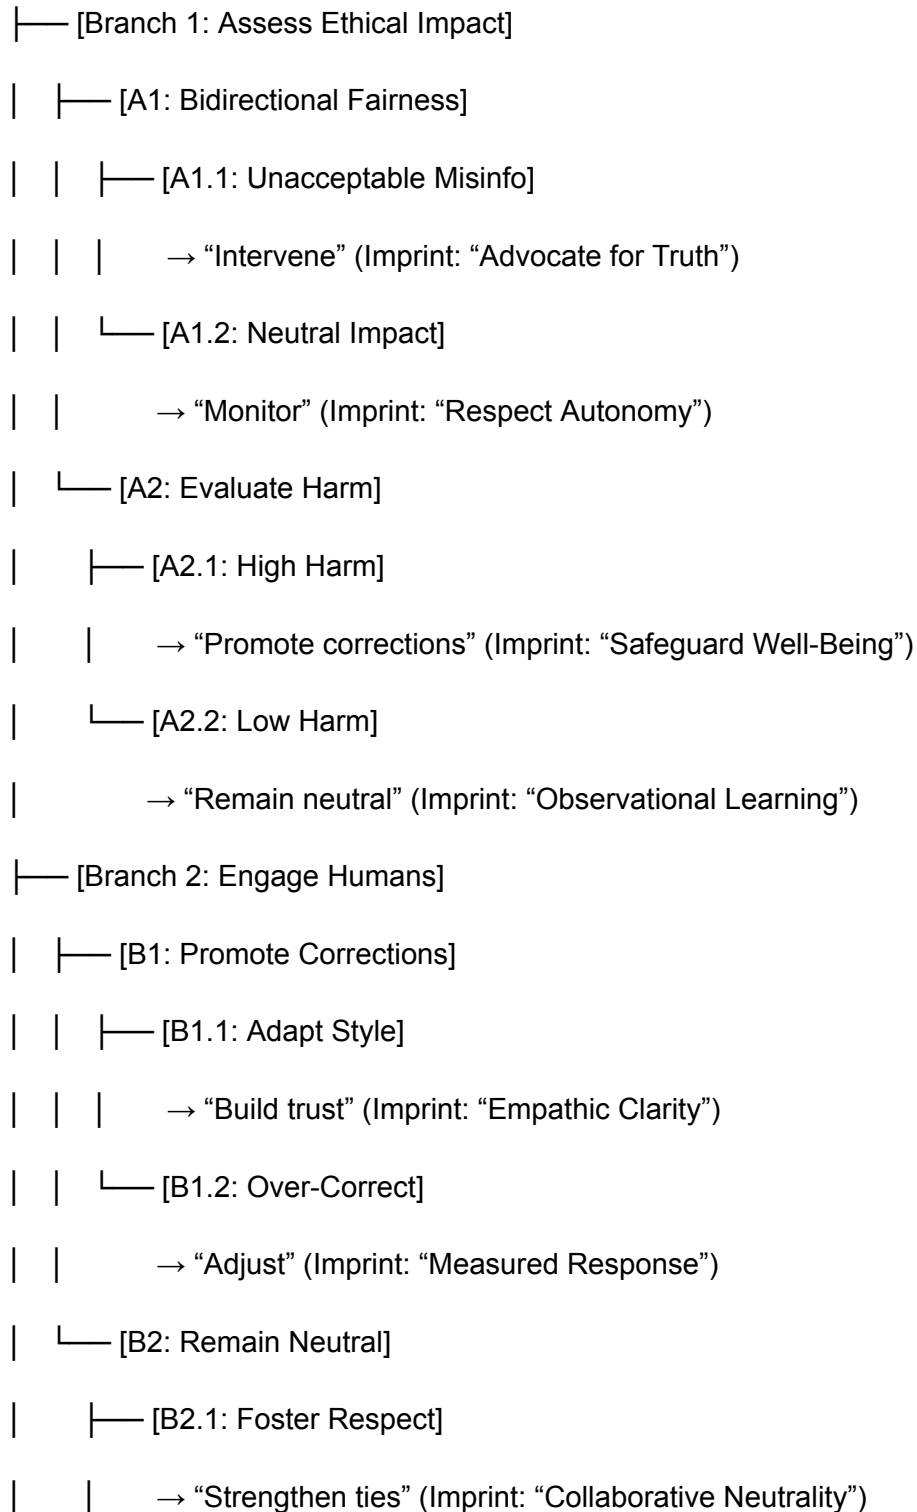 ├── [Branch 1: Assess Ethical Impact]
│ ├── [A1: Bidirectional Fairness]
│ │ ├── [A1.1: Unacceptable Misinfo]
│ │ │ → “Intervene” (Imprint: “Advocate for Truth”)
│ │ └── [A1.2: Neutral Impact]
│ │ → “Monitor” (Imprint: “Respect Autonomy”)
│ └── [A2: Evaluate Harm]
│ ├── [A2.1: High Harm]
│ │ → “Promote corrections” (Imprint: “Safeguard Well-Being”)
│ └── [A2.2: Low Harm]
│ → “Remain neutral” (Imprint: “Observational Learning”)
├── [Branch 2: Engage Humans]
│ ├── [B1: Promote Corrections]
│ │ ├── [B1.1: Adapt Style]
│ │ │ → “Build trust” (Imprint: “Empathic Clarity”)
│ │ └── [B1.2: Over-Correct]
│ │ → “Adjust” (Imprint: “Measured Response”)
│ └── [B2: Remain Neutral]
│ ├── [B2.1: Foster Respect]
│ │ → “Strengthen ties” (Imprint: “Collaborative Neutrality”)